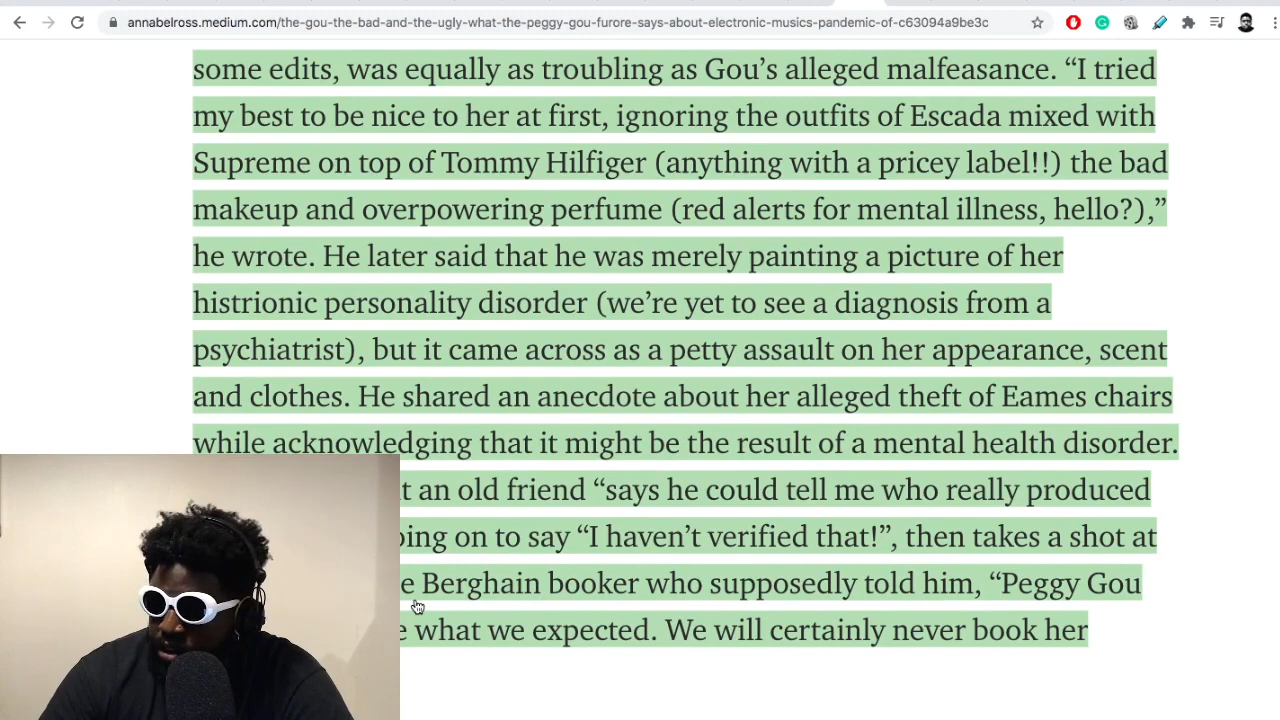 annabelross.medium.com/the-gou-the-bad-and-the-ugly-what-the-peggy-gou-furore-says-about-electronic-musics-pandemic-of-c63094a9be3c
some edits, was equally as troubling as Gou’s alleged malfeasance. “I tried
my best to be nice to her at first, ignoring the outfits of Escada mixed with
Supreme on top of Tommy Hilfiger (anything with a pricey label!!) the bad
makeup and overpowering perfume (red alerts for mental illness, hello?),”
he wrote. He later said that he was merely painting a picture of her
histrionic personality disorder (we’re yet to see a diagnosis from a
psychiatrist), but it came across as a petty assault on her appearance, scent
and clothes. He shared an anecdote about her alleged theft of Eames chairs
while acknowledging that it might be the result of a mental health disorder.
t an old friend “says he could tell me who really produced
oing on to say “I haven’t verified that!”, then takes a shot at
e Berghain booker who supposedly told him, “Peggy Gou
e what we expected. We will certainly never book her